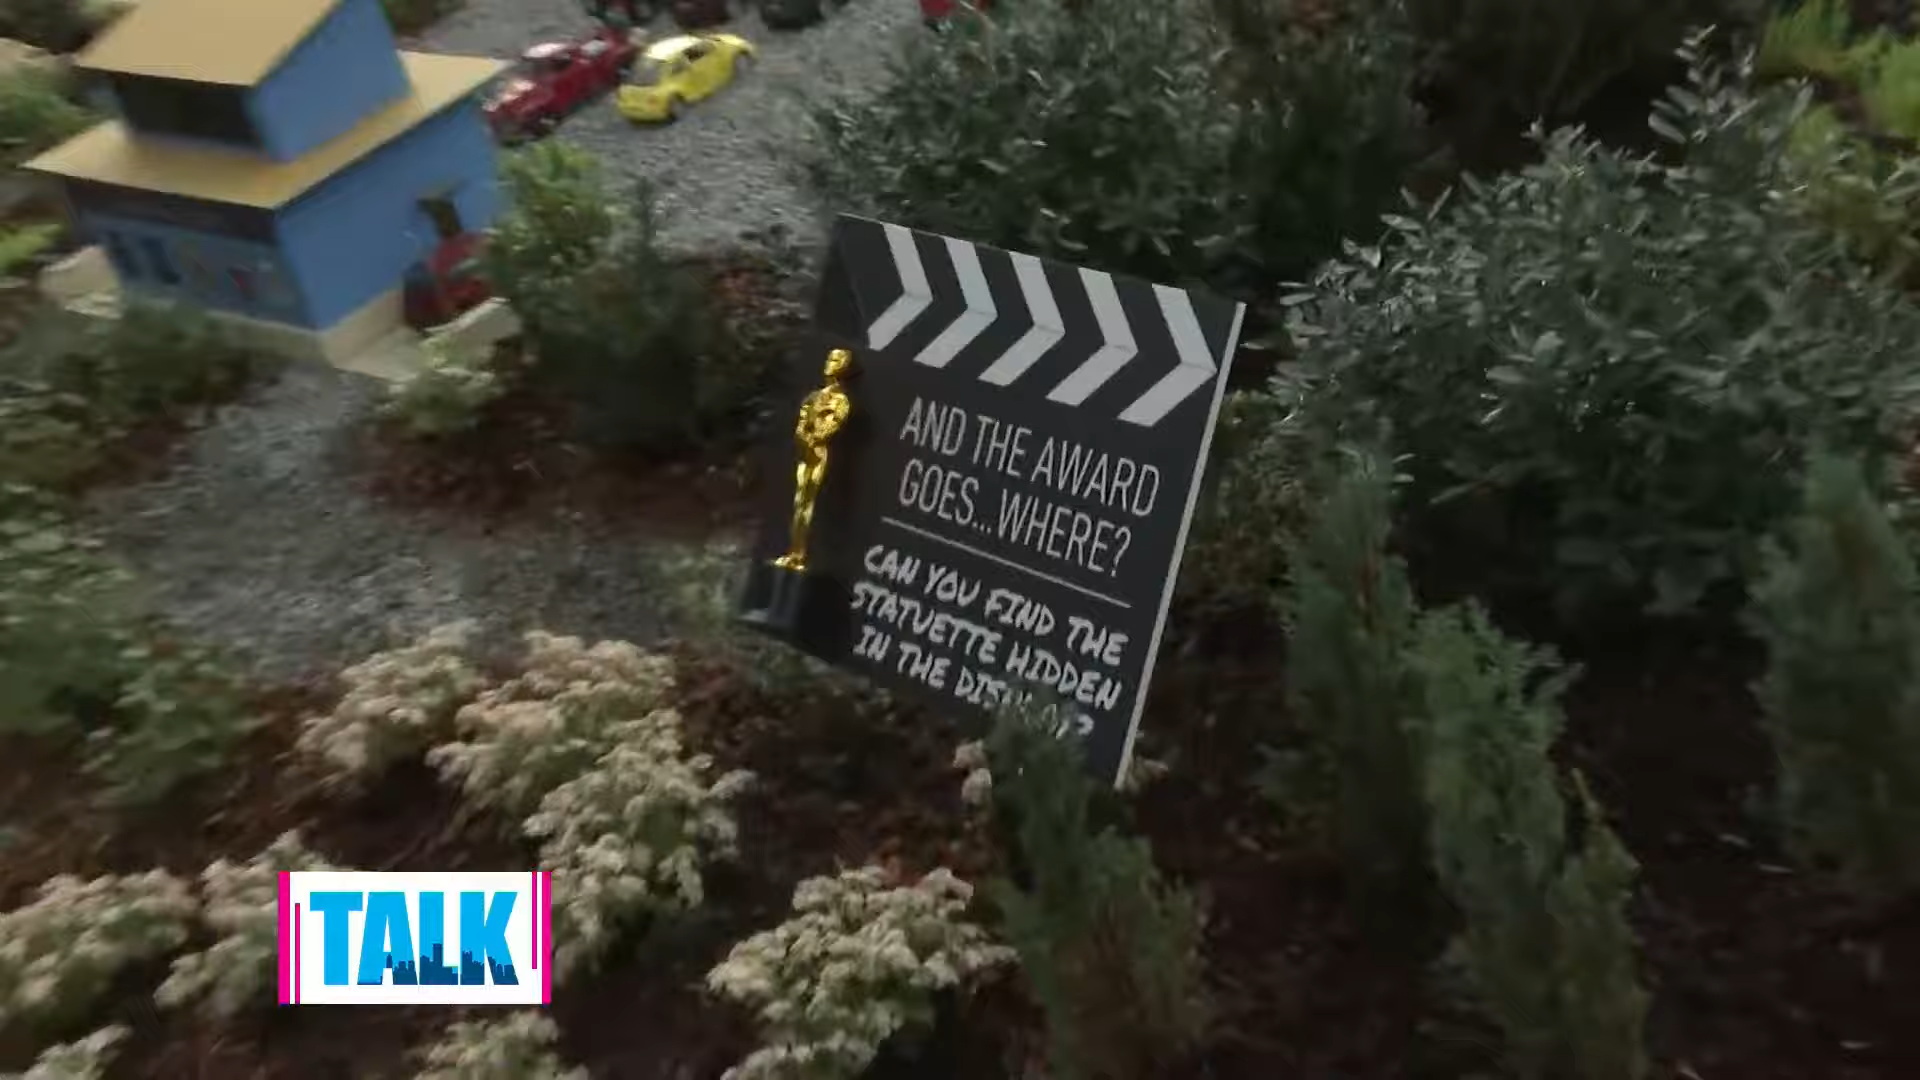 AND THE AWARD
GOES...WHERE?
CAN YOU FIND THE
STATUETTE HIDDEN
IN THE
TALK